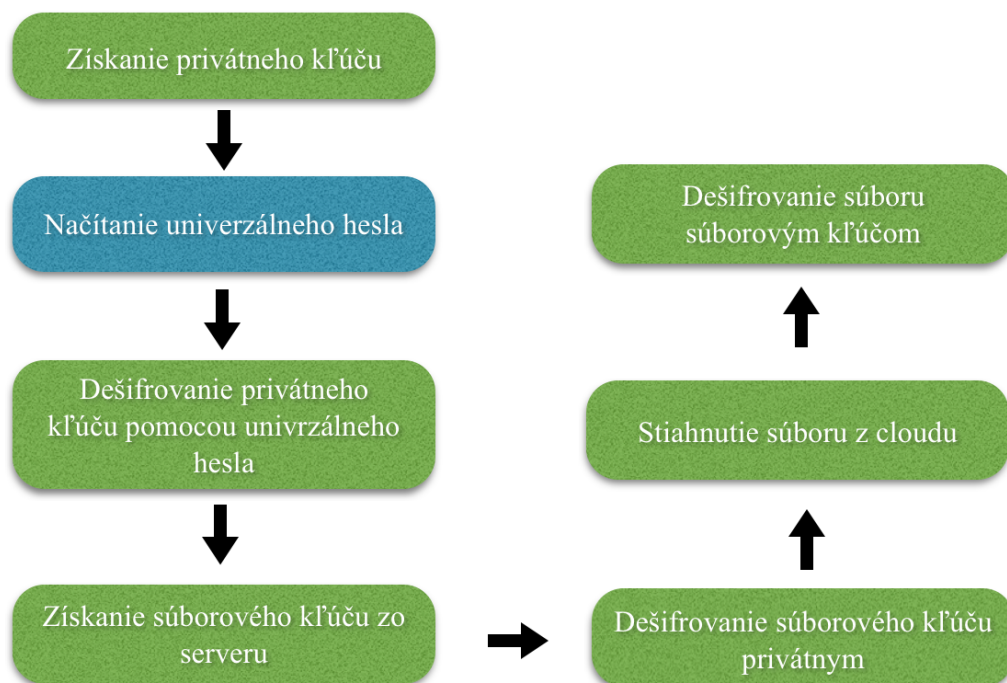 Získanie privátneho kľúču
Načítanie univerzálneho hesla
Dešifrovanie privátneho
kľúču pomocou univrzálneho
hesla
Získanie súborového kľúču zo
serveru
Dešifrovanie súborového kľúču
privátnym
Stiahnutie súboru z cloudu
Dešifrovanie súboru
súborovým kľúčom